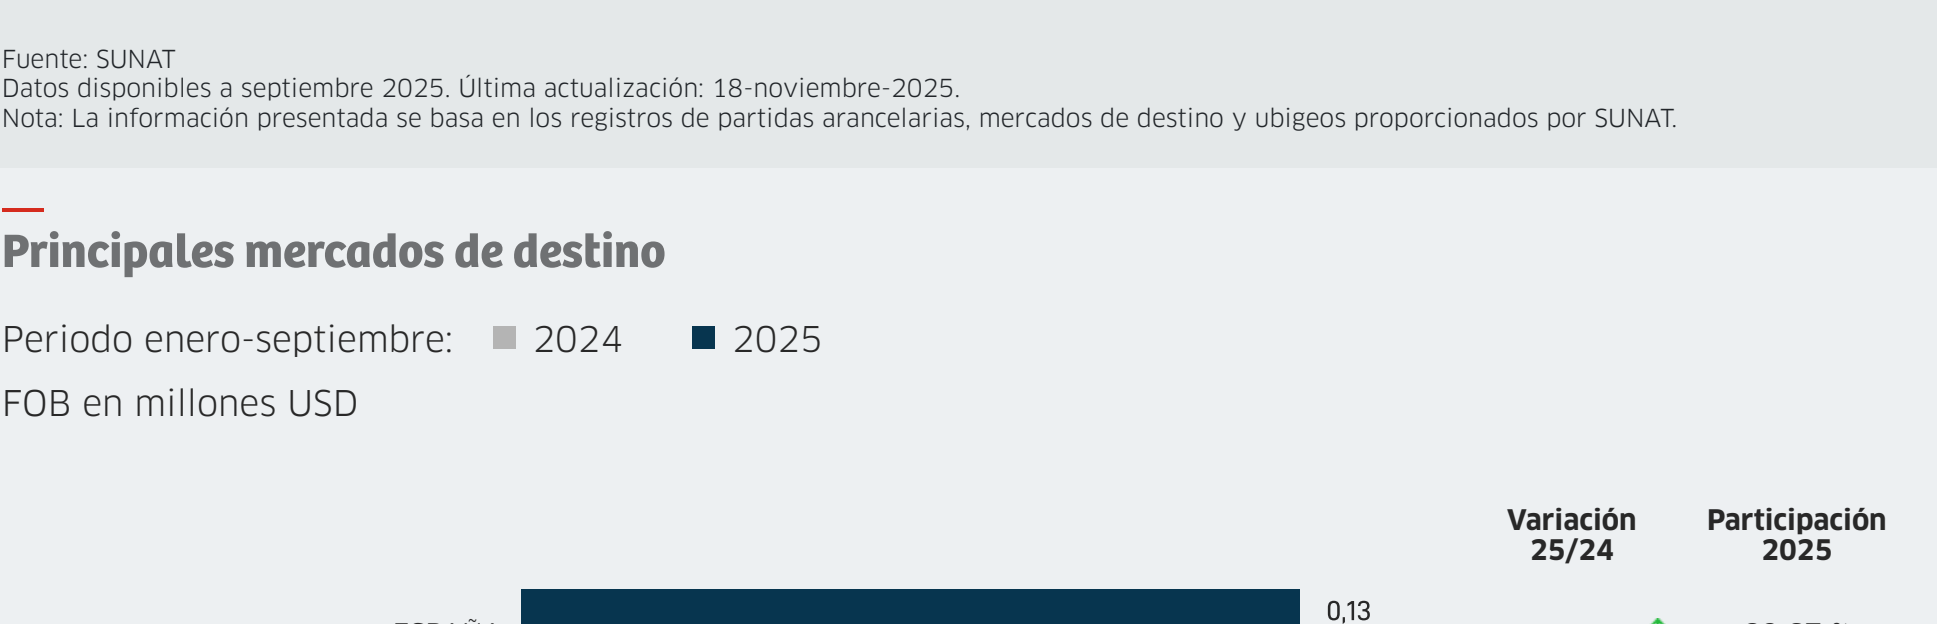 Fuente: SUNAT
Datos disponibles a septiembre 2025. Última actualización: 18-noviembre-2025.
Nota: La información presentada se basa en los registros de partidas arancelarias, mercados de destino y ubigeos proporcionados por SUNAT.
Principales mercados de destino
Periodo enero-septiembre: 2024 2025
FOB en millones USD
Variación Participación
25/24 2025
0,13